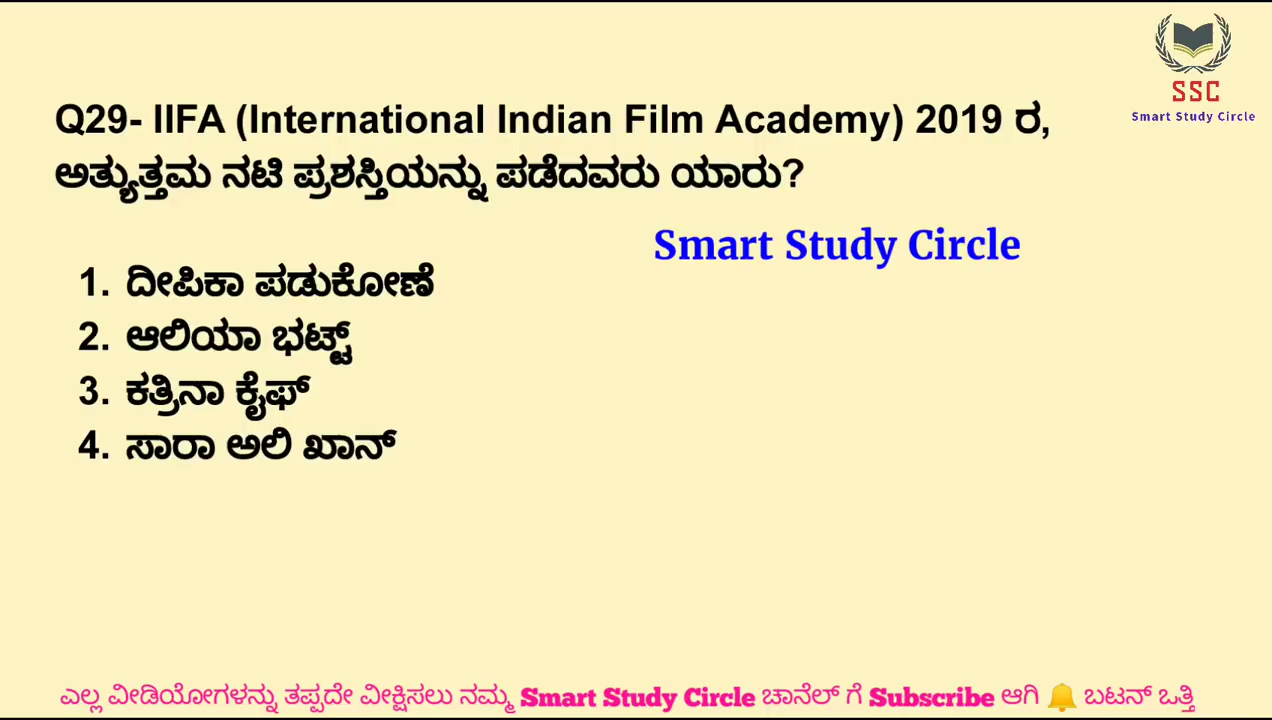 SSC
Smart Study Circle
Q29- IIFA (International Indian Film Academy) 2019 ರ,
ಅತ್ಯುತ್ತಮ ನಟಿ ಪ್ರಶಸ್ತಿಯನ್ನು ಪಡೆದವರು ಯಾರು?
Smart Study Circle
1. ದೀಪಿಕಾ ಪಡುಕೋಣೆ
2. ಆಲಿಯಾ ಭಟ್ಟ್
3. ಕತ್ರಿನಾ ಕೈಫ್
4. ಸಾರಾ ಅಲಿ ಖಾನ್
ಎಲ್ಲ ವೀಡಿಯೋಗಳನ್ನು ತಪ್ಪದೇ ವೀಕ್ಷಿಸಲು ನಮ್ಮ Smart Study Circle ಚಾನೆಲ್ ಗೆ Subscribe ಆಗಿ 🔔 ಬಟನ್ ಒತ್ತಿ